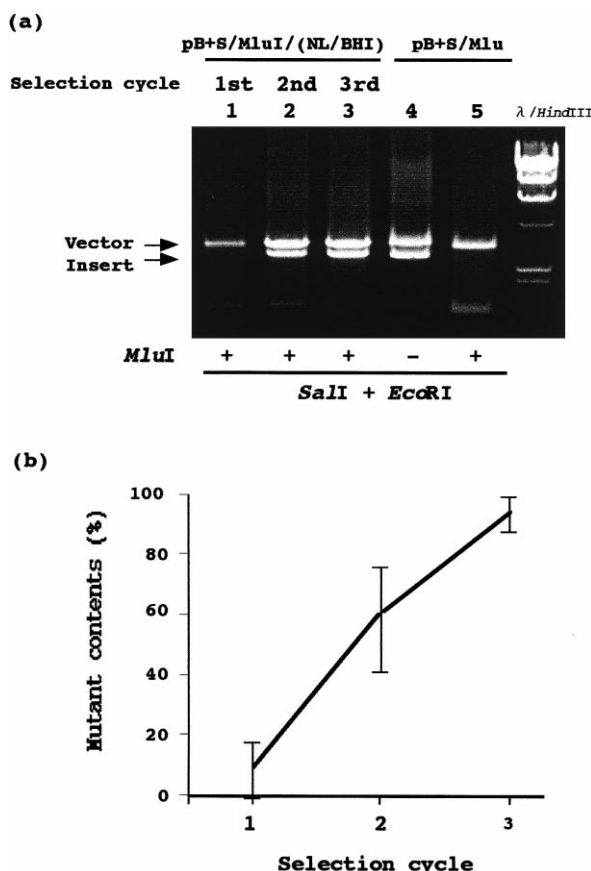 (a)
pB+S/MluI/(NL/BHI) pB+S/Mlu
Selection cycle 1st 2nd 3rd
1 2 3 4 5 λ/HindIII
Vector
Insert
MluI + + + − +
SalI + EcoRI
(b)
100
80
60
40
20
0
Mutant contents (%)
1 2 3
Selection cycle